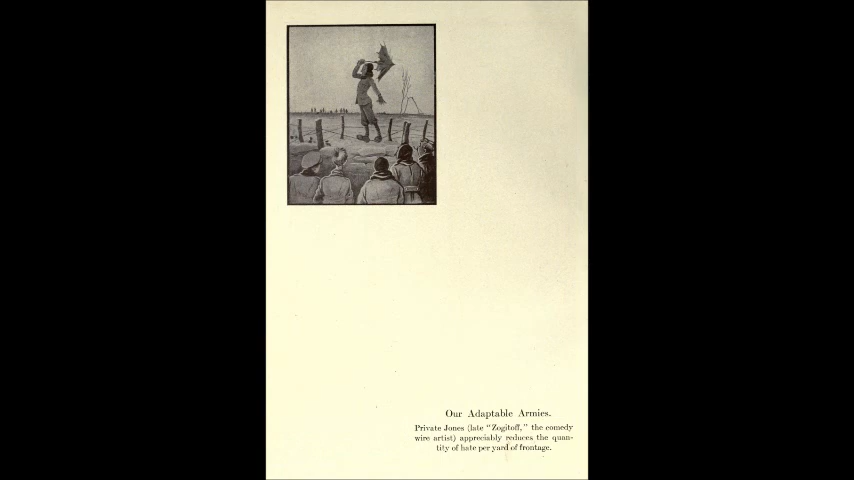 Our Adaptable Armies.
Private Jones (late "Zogitoff," the comedy
wire artist) appreciably reduces the quan-
tity of hate per yard of frontage.